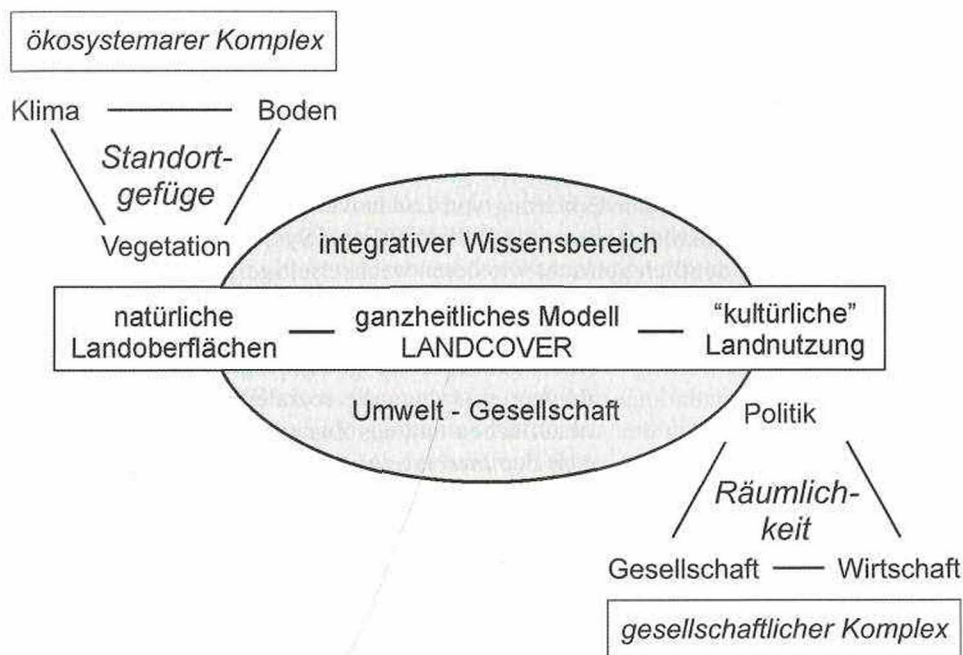 ökosystemarer Komplex
Klima Boden
Standort-
gefüge
Vegetation
integrativer Wissensbereich
natürliche
Landoberflächen
ganzheitliches Modell
LANDCOVER
“kultürliche”
Landnutzung
Umwelt - Gesellschaft
Politik
Räumlich-
keit
Gesellschaft Wirtschaft
gesellschaftlicher Komplex